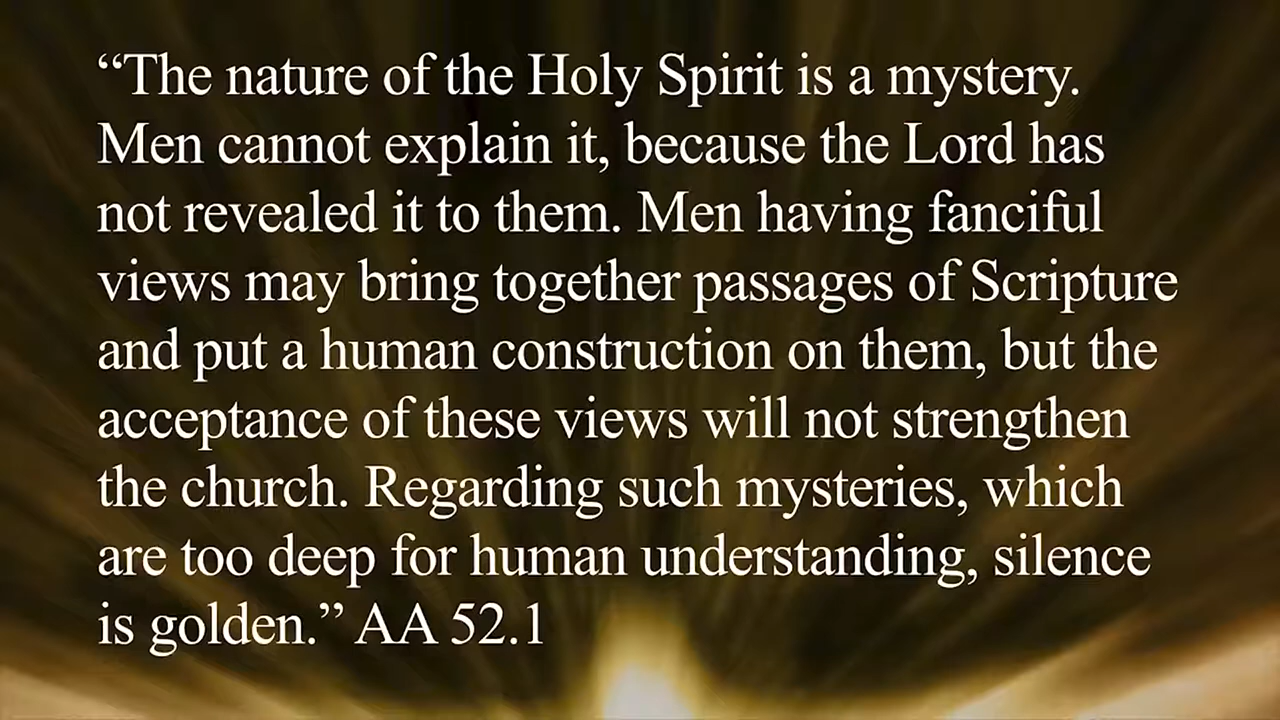 “The nature of the Holy Spirit is a mystery.
Men cannot explain it, because the Lord has
not revealed it to them. Men having fanciful
views may bring together passages of Scripture
and put a human construction on them, but the
acceptance of these views will not strengthen
the church. Regarding such mysteries, which
are too deep for human understanding, silence
is golden.” AA 52.1